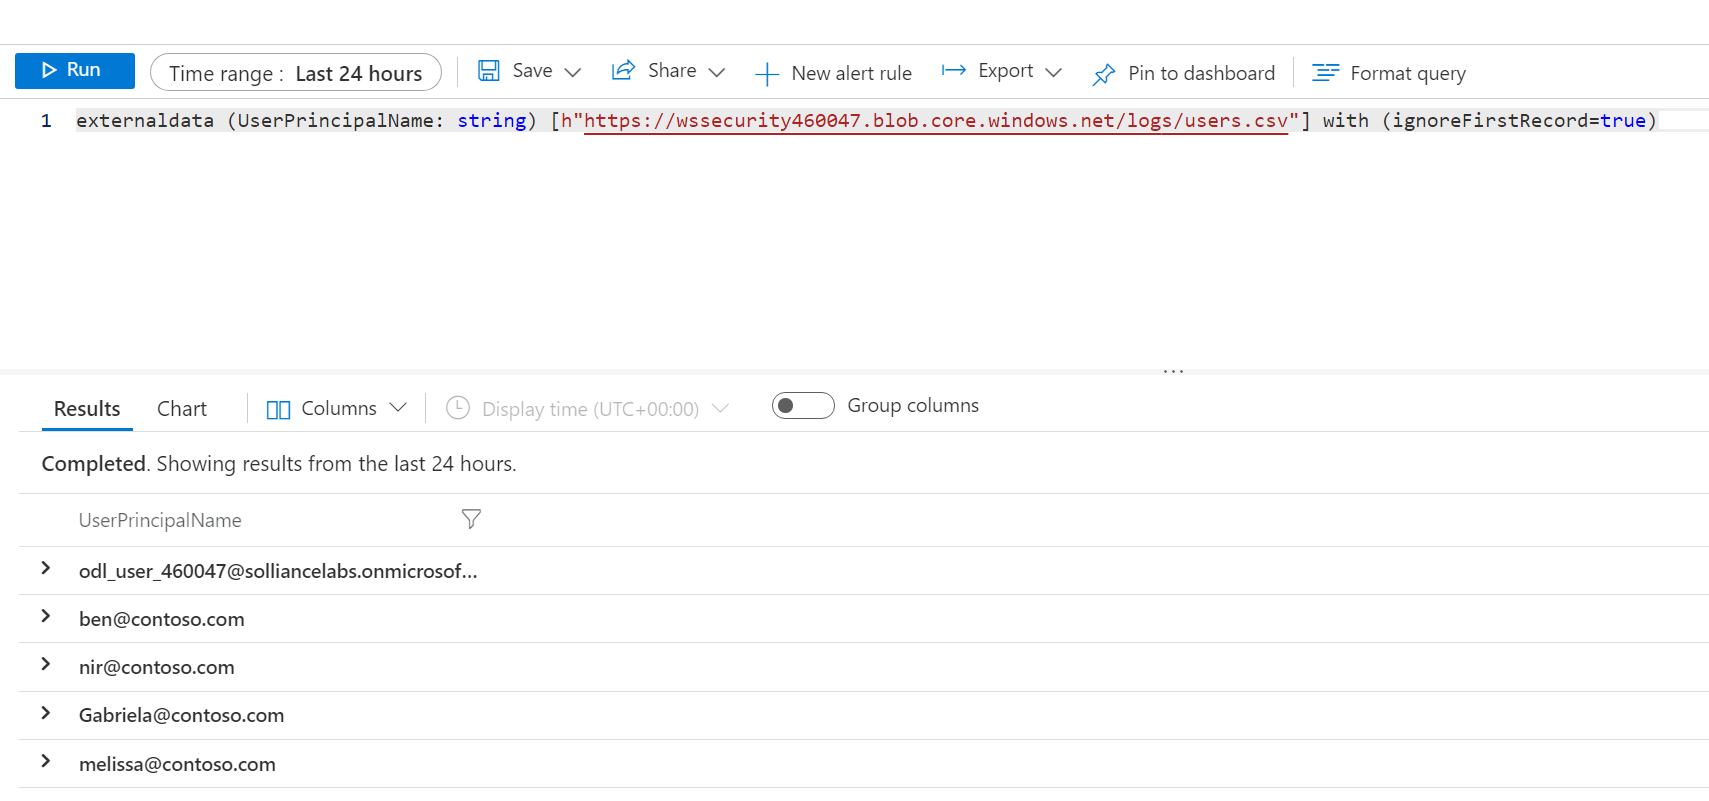 Run Time range : Last 24 hours Save Share New alert rule Export Pin to dashboard Format query
1 externaldata (UserPrincipalName: string) [h"https://wssecurity460047.blob.core.windows.net/logs/users.csv"] with (ignoreFirstRecord=true)
...
Results Chart Columns Display time (UTC+00:00) Group columns
Completed. Showing results from the last 24 hours.
UserPrincipalName
odl_user_460047@solliancelabs.onmicrosof...
ben@contoso.com
nir@contoso.com
Gabriela@contoso.com
melissa@contoso.com